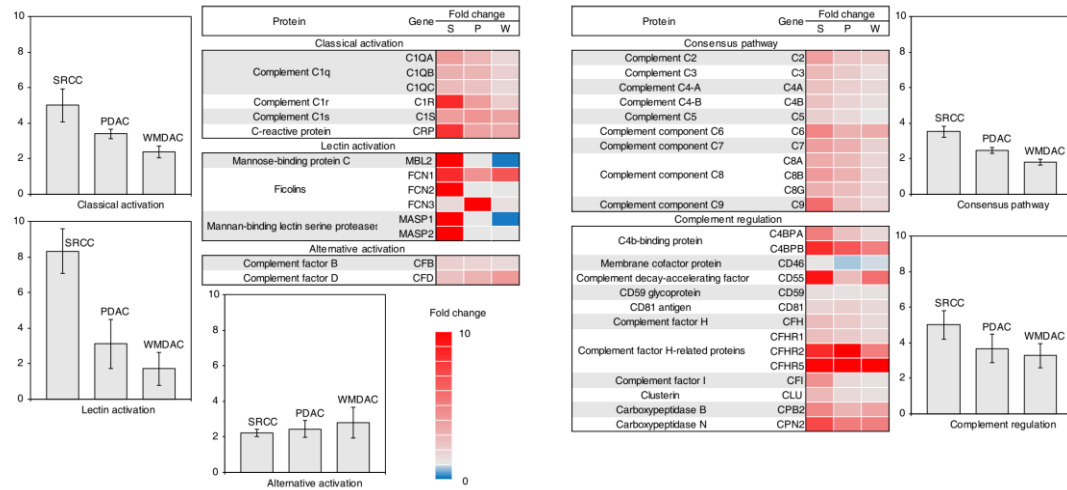 10
8
6
4
2
0
SRCC
PDAC
WMDAC
Classical activation
10
8
6
4
2
0
SRCC
PDAC
WMDAC
Lectin activation
Protein Gene Fold change
S P W
Classical activation
Complement C1q C1QA
C1QB
C1QC
Complement C1r C1R
Complement C1s C1S
C-reactive protein CRP
Lectin activation
Mannose-binding protein C MBL2
Ficolins FCN1
FCN2
FCN3
Mannan-binding lectin serine proteases MASP1
MASP2
Alternative activation
Complement factor B CFB
Complement factor D CFD
10
8
6
4
2
0
SRCC
PDAC
WMDAC
Alternative activation
Fold change
10
0
Protein Gene Fold change
S P W
Consensus pathway
Complement C2 C2
Complement C3 C3
Complement C4-A C4A
Complement C4-B C4B
Complement C5 C5
Complement component C6 C6
Complement component C7 C7
Complement component C8 C8A
C8B
C8G
Complement component C9 C9
Complement regulation
C4b-binding protein C4BPA
C4BPB
Membrane cofactor protein CD46
Complement decay-accelerating factor CD55
CD59 glycoprotein CD59
CD81 antigen CD81
Complement factor H CFH
Complement factor H-related proteins CFHR1
CFHR2
CFHR5
Complement factor I CFI
Clusterin CLU
Carboxypeptidase B CPB2
Carboxypeptidase N CPN2
10
8
6
4
2
0
SRCC
PDAC
WMDAC
Consensus pathway
10
8
6
4
2
0
SRCC
PDAC
WMDAC
Complement regulation